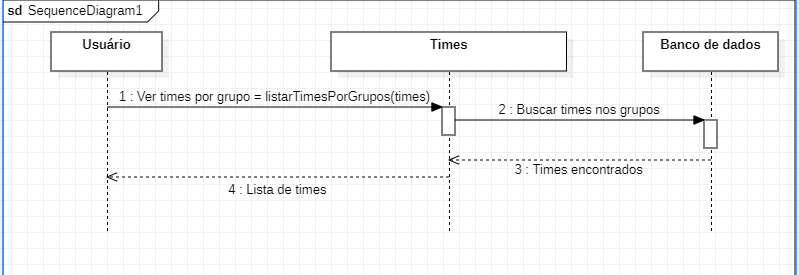 sd SequenceDiagram1
Usuário
Times
Banco de dados
1 : Ver times por grupo = listarTimesPorGrupos(times)
2 : Buscar times nos grupos
3 : Times encontrados
4 : Lista de times